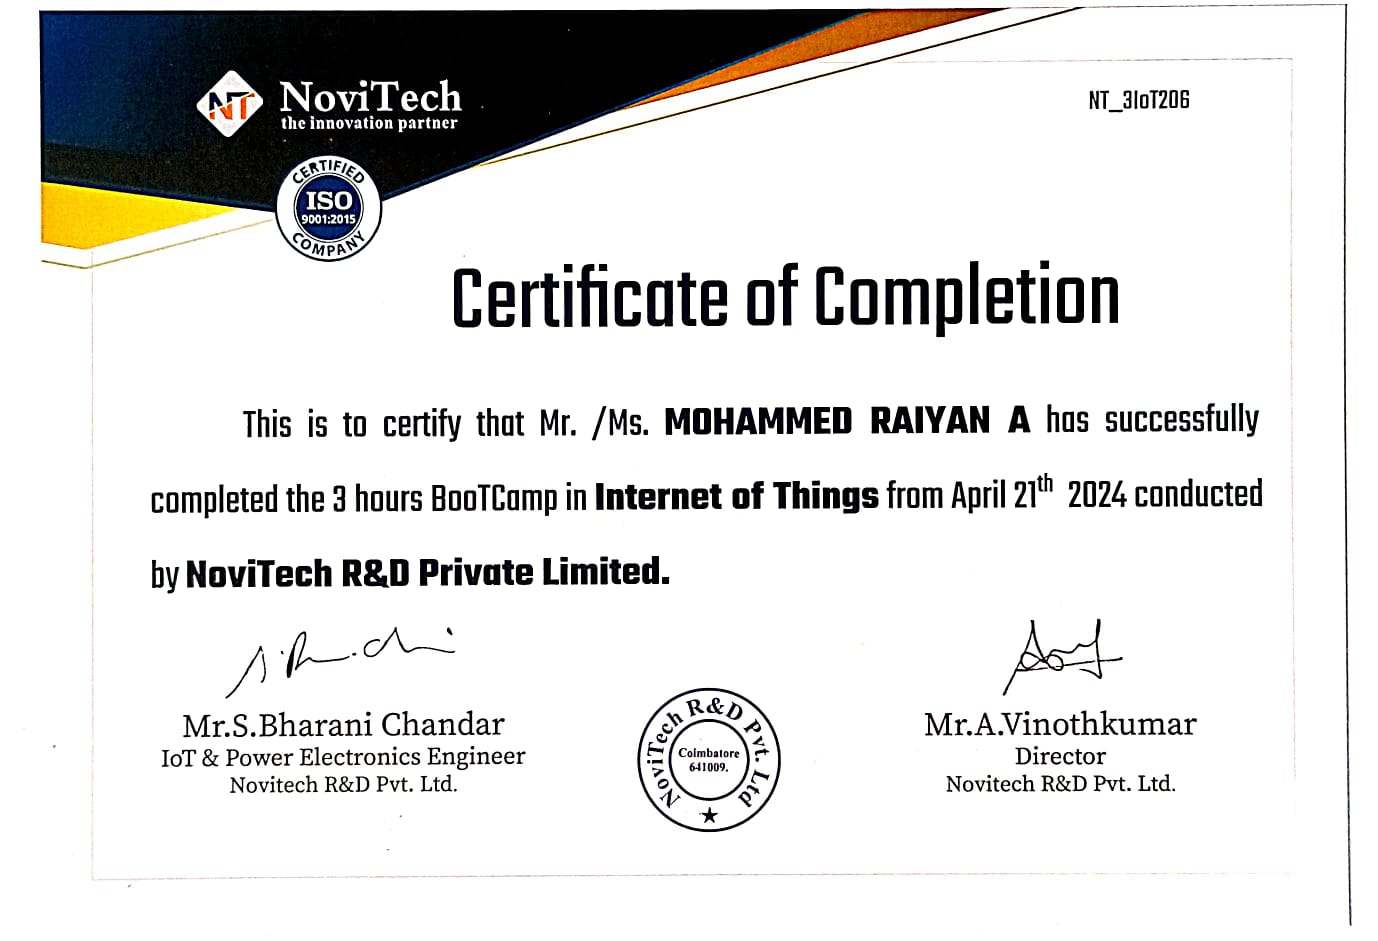 NT
NoviTech
the innovation partner
NT_3IoT206
CERTIFIED
ISO
9001:2015
COMPANY
Certificate of Completion
This is to certify that Mr. /Ms. MOHAMMED RAIYAN A has successfully
completed the 3 hours BooTCamp in Internet of Things from April 21th 2024 conducted
by NoviTech R&D Private Limited.
Mr.S.Bharani Chandar
IoT & Power Electronics Engineer
Novitech R&D Pvt. Ltd.
NoviTech R&D Pvt. Ltd
Coimbatore
641009.
Mr.A.Vinothkumar
Director
Novitech R&D Pvt. Ltd.